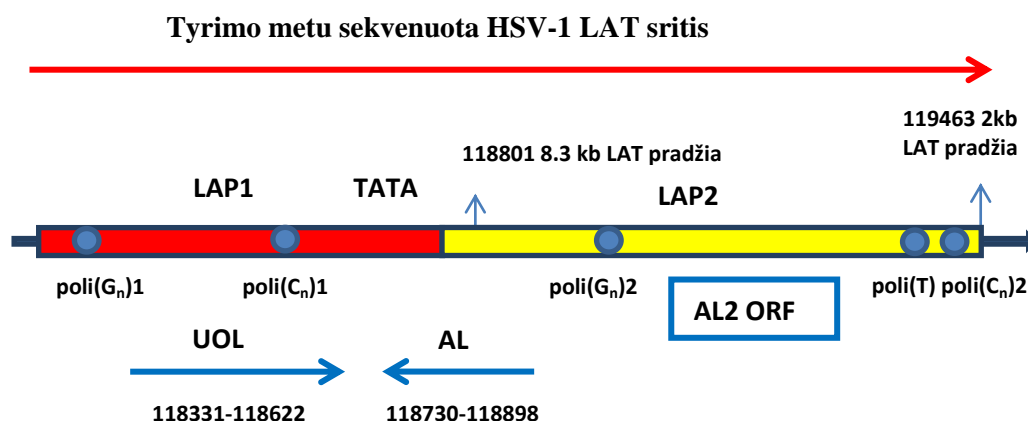 Tyrimo metu sekvenuota HSV-1 LAT sritis
119463 2kb
LAT pradžia
118801 8.3 kb LAT pradžia
LAP1
TATA
LAP2
poli(Gn)1
poli(Cn)1
poli(Gn)2
poli(T) poli(Cn)2
AL2 ORF
UOL
AL
118331-118622
118730-118898